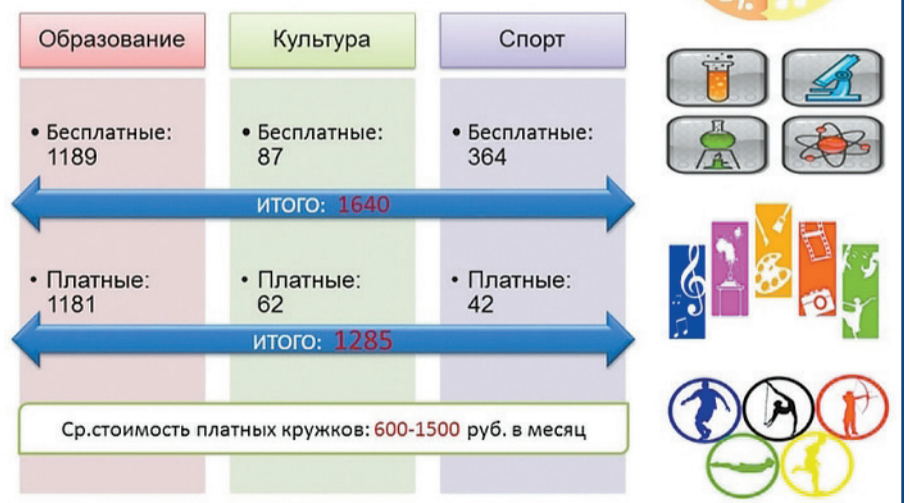 Образование
Культура
Спорт
• Бесплатные:
1189
• Бесплатные:
87
• Бесплатные:
364
ИТОГО: 1640
• Платные:
1181
• Платные:
62
• Платные:
42
ИТОГО: 1285
Ср.стоимость платных кружков: 600-1500 руб. в месяц